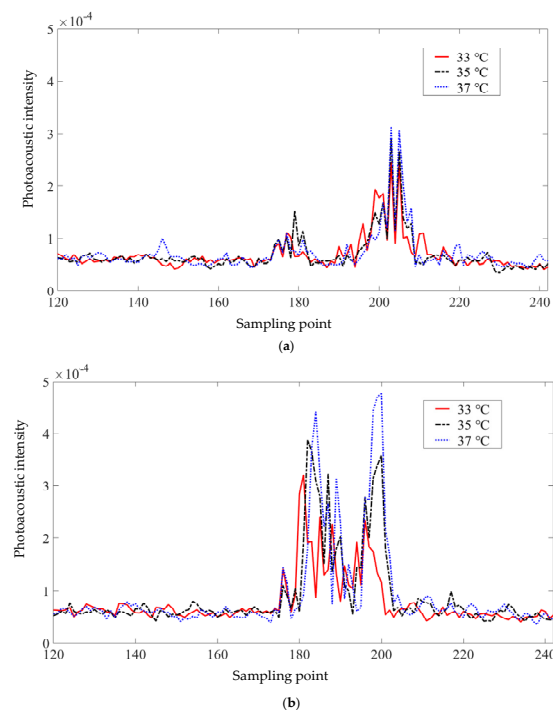 ×10⁻⁴
5
4
3
2
1
0
Photoacoustic intensity
33 ℃
35 ℃
37 ℃
120 140 160 180 200 220 240
Sampling point
(a)
×10⁻⁴
5
4
3
2
1
0
Photoacoustic intensity
33 ℃
35 ℃
37 ℃
120 140 160 180 200 220 240
Sampling point
(b)